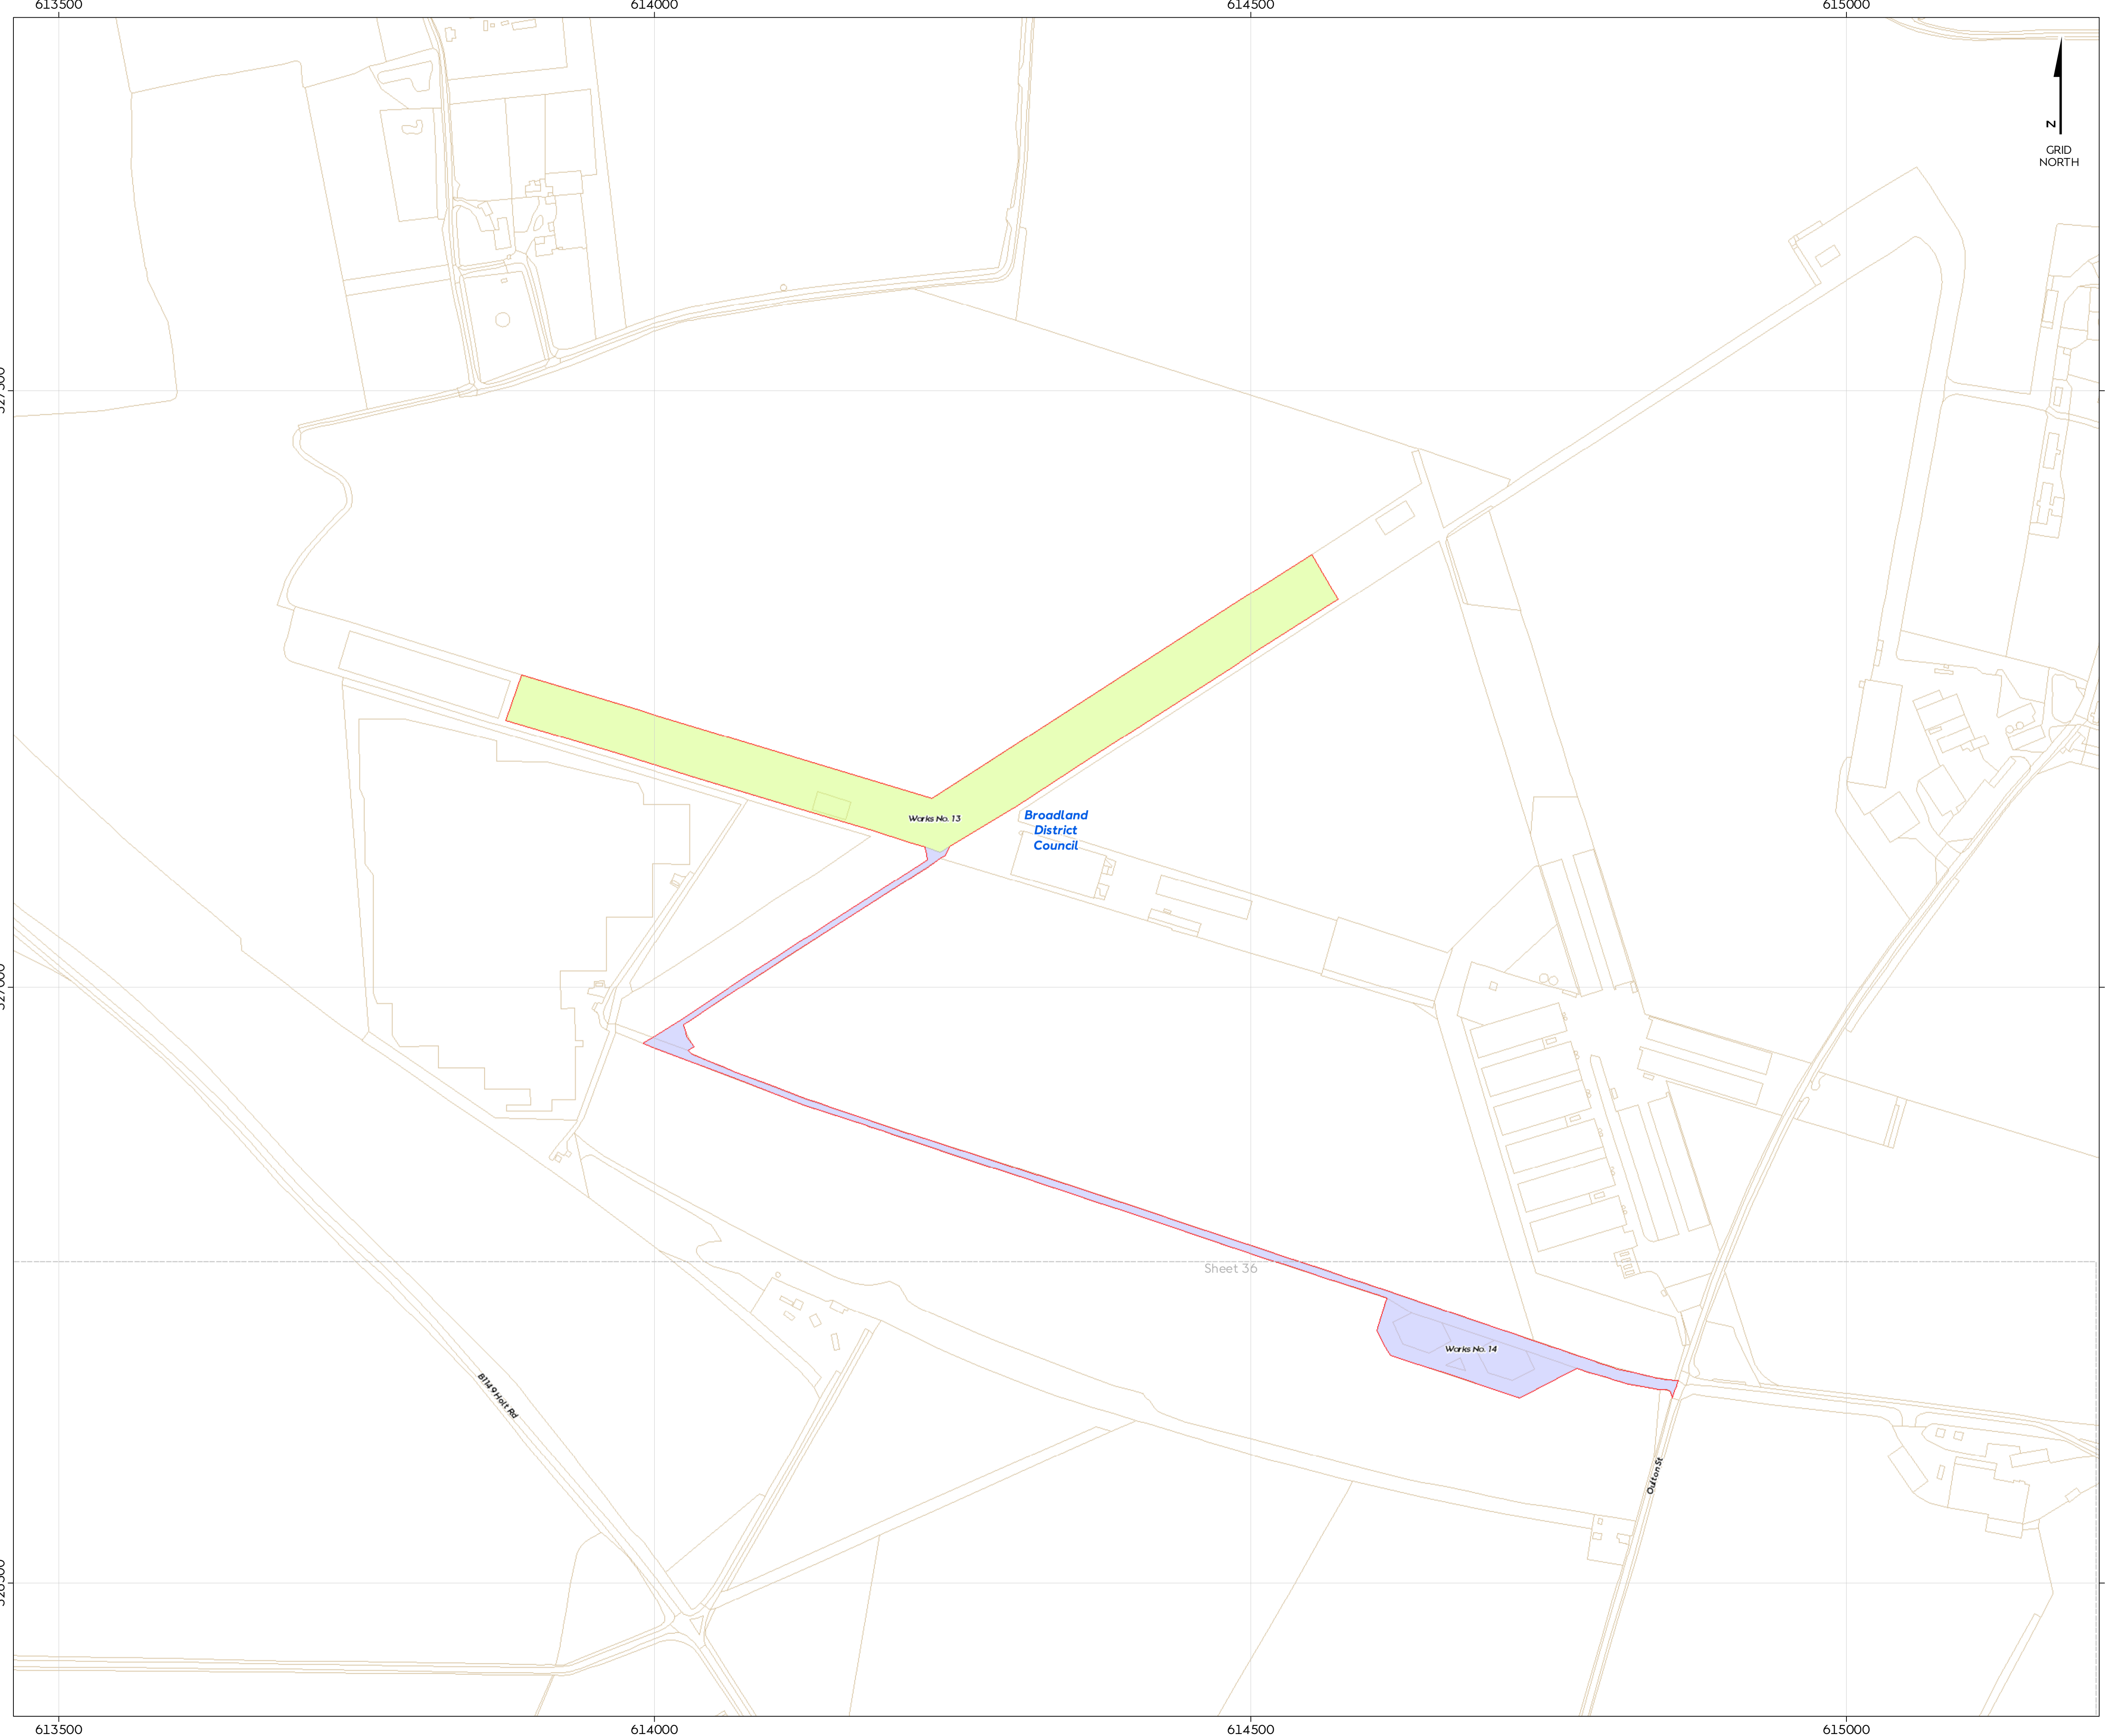 613500 614000 614500 615000
N
GRID
NORTH
Works No. 13
Broadland
District
Council
327000
Sheet 36
Works No. 14
B1149 Holt Rd
Oulton St
613500 614000 614500 615000